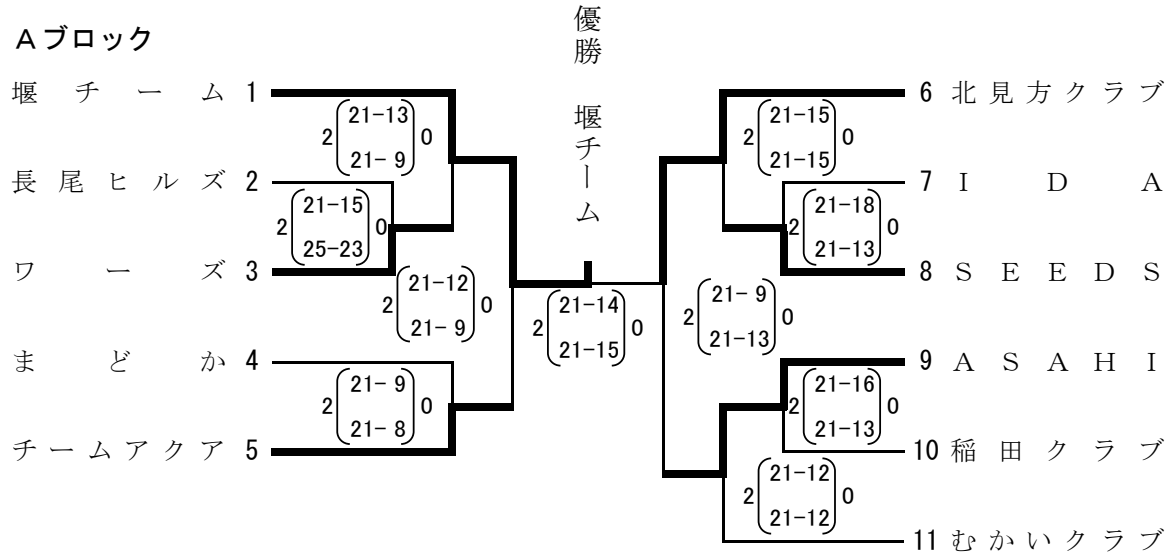 Aブロック
優勝 堰チーム
堰チーム 1
2 21-13 0
21- 9
長尾ヒルズ 2
2 21-15 0
25-23
ワーズ 3
2 21-12 0
21- 9
まどか 4
2 21- 9 0
21- 8
チームアクア 5
2 21-14 0
21-15
6 北見方クラブ
2 21-15 0
21-15
7 IDA
2 21-18 0
21-13
8 SEEDS
2 21- 9 0
21-13
9 ASAHI
2 21-16 0
21-13
10 稲田クラブ
2 21-12 0
21-12
11 むかいクラブ